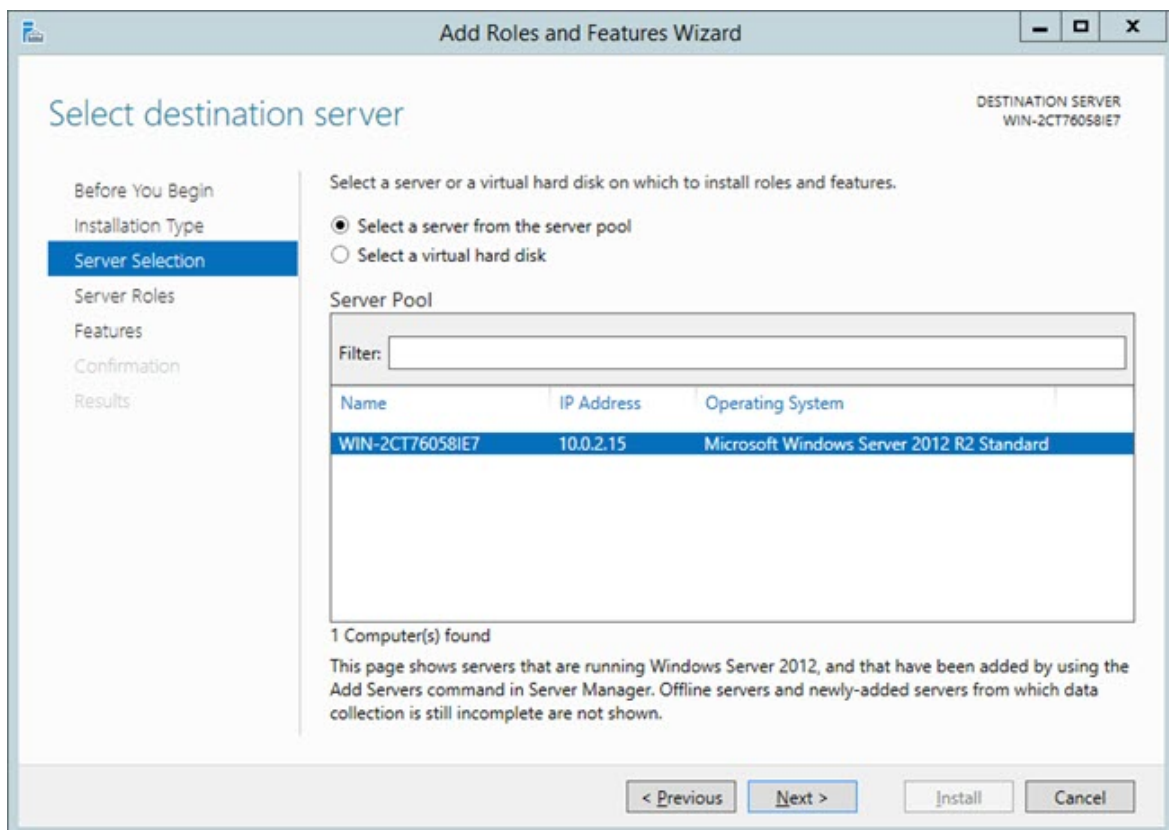 Add Roles and Features Wizard
Select destination server
DESTINATION SERVER
WIN-2CT76058IE7
Before You Begin
Installation Type
Server Selection
Server Roles
Features
Confirmation
Results
Select a server or a virtual hard disk on which to install roles and features.
Select a server from the server pool
Select a virtual hard disk
Server Pool
Filter:
Name IP Address Operating System
WIN-2CT76058IE7 10.0.2.15 Microsoft Windows Server 2012 R2 Standard
1 Computer(s) found
This page shows servers that are running Windows Server 2012, and that have been added by using the
Add Servers command in Server Manager. Offline servers and newly-added servers from which data
collection is still incomplete are not shown.
< Previous Next > Install Cancel